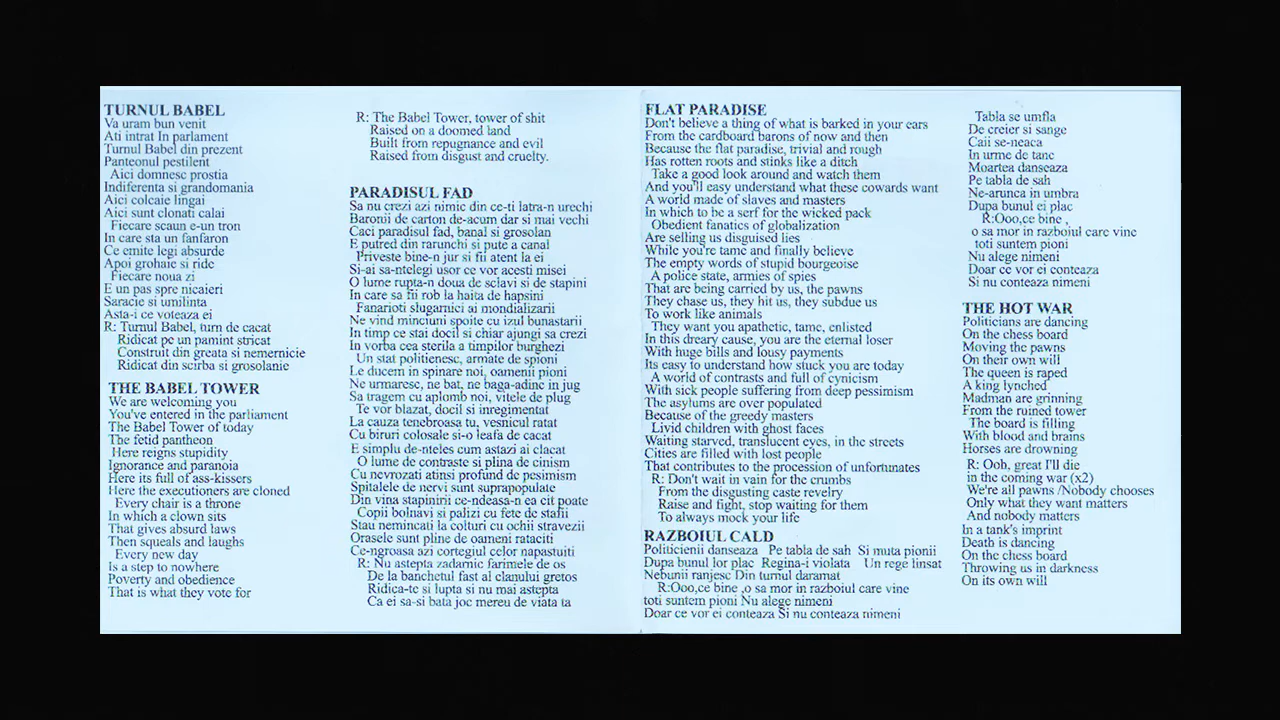 TURNUL BABEL
Va uram bun venit
Ati intrat In parlament
Turnul Babel din prezent
Panteonul pestilent
Aici domnesc prostia
Indiferenta si grandomania
Aici colcaie lingai
Aici sunt clonati calai
Fiecare scaun e-un tron
In care sta un fanfaron
Ce emite legi absurde
Apoi grohaie si ride
Fiecare noua zi
E un pas spre nicaieri
Saracie si umilinta
Asta-i ce voteaza ei
R: Turnul Babel, turn de cacat
Ridicat pe un pamint stricat
Construit din greata si nemernicie
Ridicat din scirba si grosolanie
THE BABEL TOWER
We are welcoming you
You've entered in the parliament
The Babel Tower of today
The fetid pantheon
Here reigns stupidity
Ignorance and paranoia
Here its full of ass-kissers
Here the executioners are cloned
Every chair is a throne
In which a clown sits
That gives absurd laws
Then squeals and laughs
Every new day
Is a step to nowhere
Poverty and obedience
That is what they vote for
R: The Babel Tower, tower of shit
Raised on a doomed land
Built from repugnance and evil
Raised from disgust and cruelty.
PARADISUL FAD
Sa nu crezi azi nimic din ce-ti latra-n urechi
Baronii de carton de-acum dar si mai vechi
Caci paradisul fad, banal si grosolan
E putred din rarunchi si pute a canal
Priveste bine-n jur si fii atent la ei
Si-ai sa-ntelegi usor ce vor acesti misei
O lume rupta-n doua de sclavi si de stapini
In care sa fii rob la haita de hapsini
Fanarioti slugarnici ai mondializarii
Ne vind minciuni spoite cu izul bunastarii
In timp ce stai docil si chiar ajungi sa crezi
In vorba cea sterila a timpilor burghezi
Un stat politienesc, armate de spioni
Le ducem in spinare noi, oamenii pioni
Ne urmaresc, ne bat, ne baga-adinc in jug
Sa tragem cu aplomb noi, vitele de plug
Te vor blazat, docil si inregimentat
La cauza tenebroasa tu, vesnicul ratat
Cu biruri colosale si-o leafa de cacat
E simplu de-nteles cum astazi ai clacat
O lume de contraste si plina de cinism
Cu nevrozati atinsi profund de pesimism
Spitalele de nervi sunt suprapopulate
Din vina stapinirii ce-ndeasa-n ea cit poate
Copii bolnavi si palizi cu fete de stafii
Stau nemincati la colturi cu ochii stravezii
Orasele sunt pline de oameni rataciti
Ce-ngroasa azi cortegiul celor napastuiti
R: Nu astepta zadarnic farimele de os
De la banchetul fast al clanului gretos
Ridica-te si lupta si nu mai astepta
Ca ei sa-si bata joc mereu de viata ta
FLAT PARADISE
Don't believe a thing of what is barked in your ears
From the cardboard barons of now and then
Because the flat paradise, trivial and rough
Has rotten roots and stinks like a ditch
Take a good look around and watch them
And you'll easy understand what these cowards want
A world made of slaves and masters
In which to be a serf for the wicked pack
Obedient fanatics of globalization
Are selling us disguised lies
While you're tame and finally believe
The empty words of stupid bourgeoise
A police state, armies of spies
That are being carried by us, the pawns
They chase us, they hit us, they subdue us
To work like animals
They want you apathetic, tame, enlisted
In this dreary cause, you are the eternal loser
With huge bills and lousy payments
Its easy to understand how stuck you are today
A world of contrasts and full of cynicism
With sick people suffering from deep pessimism
The asylums are over populated
Because of the greedy masters
Livid children with ghost faces
Waiting starved, translucent eyes, in the streets
Cities are filled with lost people
That contributes to the procession of unfortunates
R: Don't wait in vain for the crumbs
From the disgusting caste revelry
Raise and fight, stop waiting for them
To always mock your life
RAZBOIUL CALD
Politicienii danseaza Pe tabla de sah Si muta pionii
Dupa bunul lor plac Regina-i violata Un rege linsat
Nebunii ranjesc Din turnul daramat
R:Ooo,ce bine ,o sa mor in razboiul care vine
toti suntem pioni Nu alege nimeni
Doar ce vor ei conteaza Si nu conteaza nimeni
Tabla se umfla
De creier si sange
Caii se-neaca
In urme de tanc
Moartea danseaza
Pe tabla de sah
Ne-arunca in umbra
Dupa bunul ei plac
R:Ooo,ce bine ,
o sa mor in razboiul care vine
toti suntem pioni
Nu alege nimeni
Doar ce vor ei conteaza
Si nu conteaza nimeni
THE HOT WAR
Politicians are dancing
On the chess board
Moving the pawns
On their own will
The queen is raped
A king lynched
Madman are grinning
From the ruined tower
The board is filling
With blood and brains
Horses are drowning
R: Ooh, great I'll die
in the coming war (x2)
We're all pawns /Nobody chooses
Only what they want matters
And nobody matters
In a tank's imprint
Death is dancing
On the chess board
Throwing us in darkness
On its own will